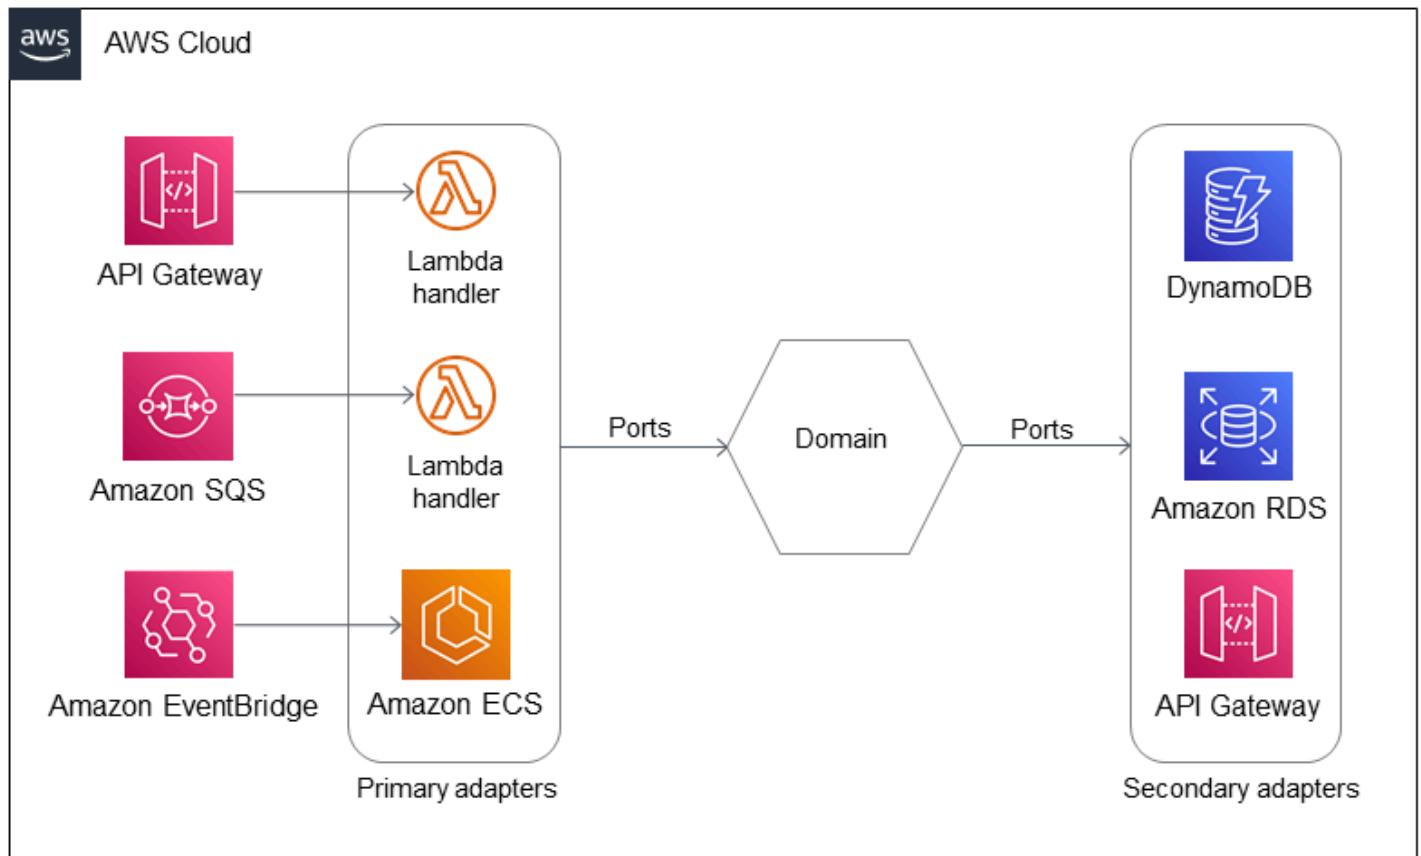 aws
AWS Cloud
API Gateway
Lambda
handler
DynamoDB
Amazon SQS
Lambda
handler
Ports
Domain
Ports
Amazon RDS
Amazon EventBridge
Amazon ECS
API Gateway
Primary adapters
Secondary adapters